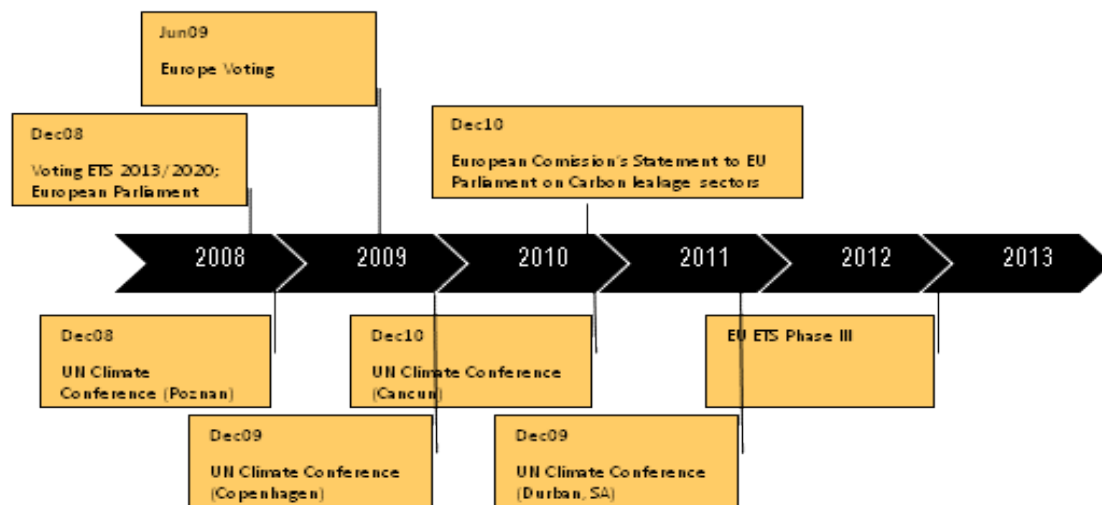 Jun09
Europe Voting
Dec08
Voting ETS 2013/2020;
European Parliament
Dec10
European Comission's Statement to EU
Parliament on Carbon leakage sectors
2008
2009
2010
2011
2012
2013
Dec08
UN Climate
Conference (Poznan)
Dec10
UN Climate Conference
(Cancun)
EU ETS Phase III
Dec09
UN Climate Conference
(Copenhagen)
Dec09
UN Climate Conference
(Durban, SA)